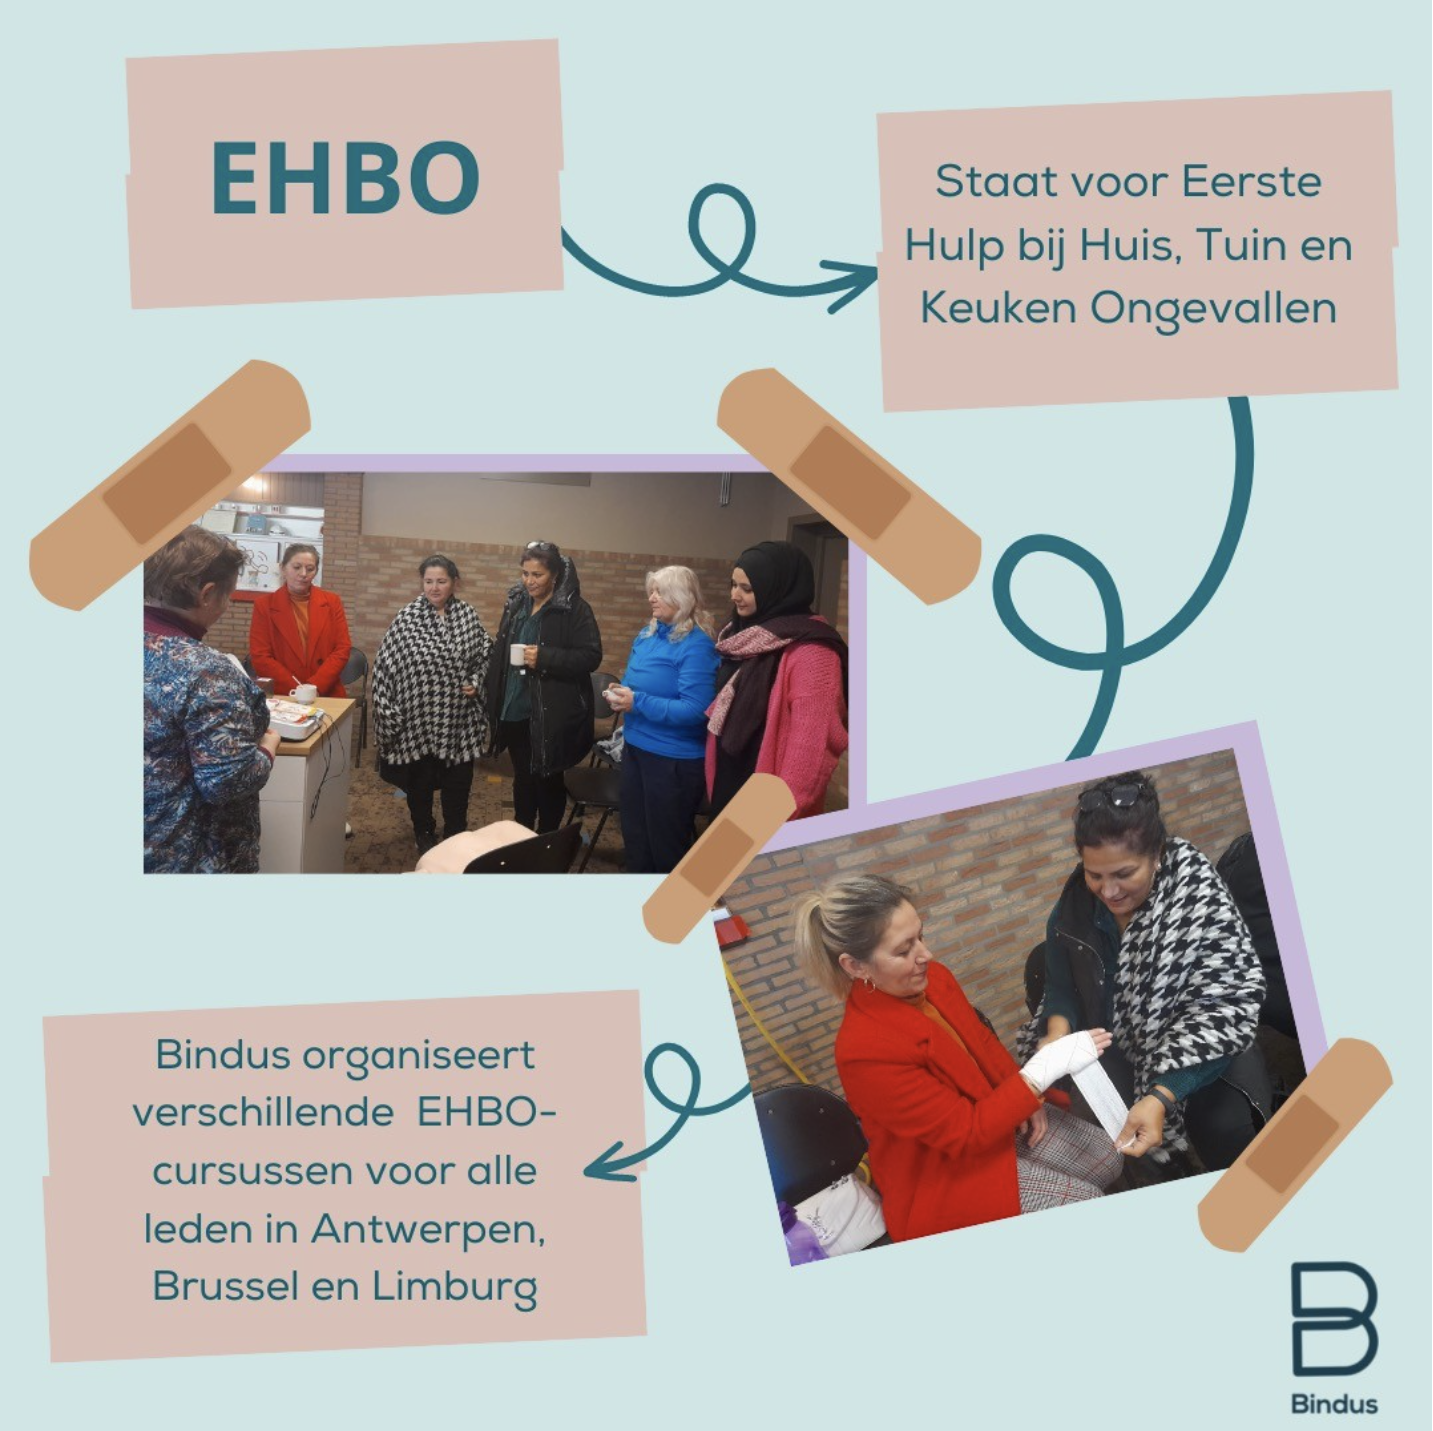 EHBO
Staat voor Eerste
Hulp bij Huis, Tuin en
Keuken Ongevallen
Bindus organiseert
verschillende EHBO-
cursussen voor alle
leden in Antwerpen,
Brussel en Limburg
Bindus